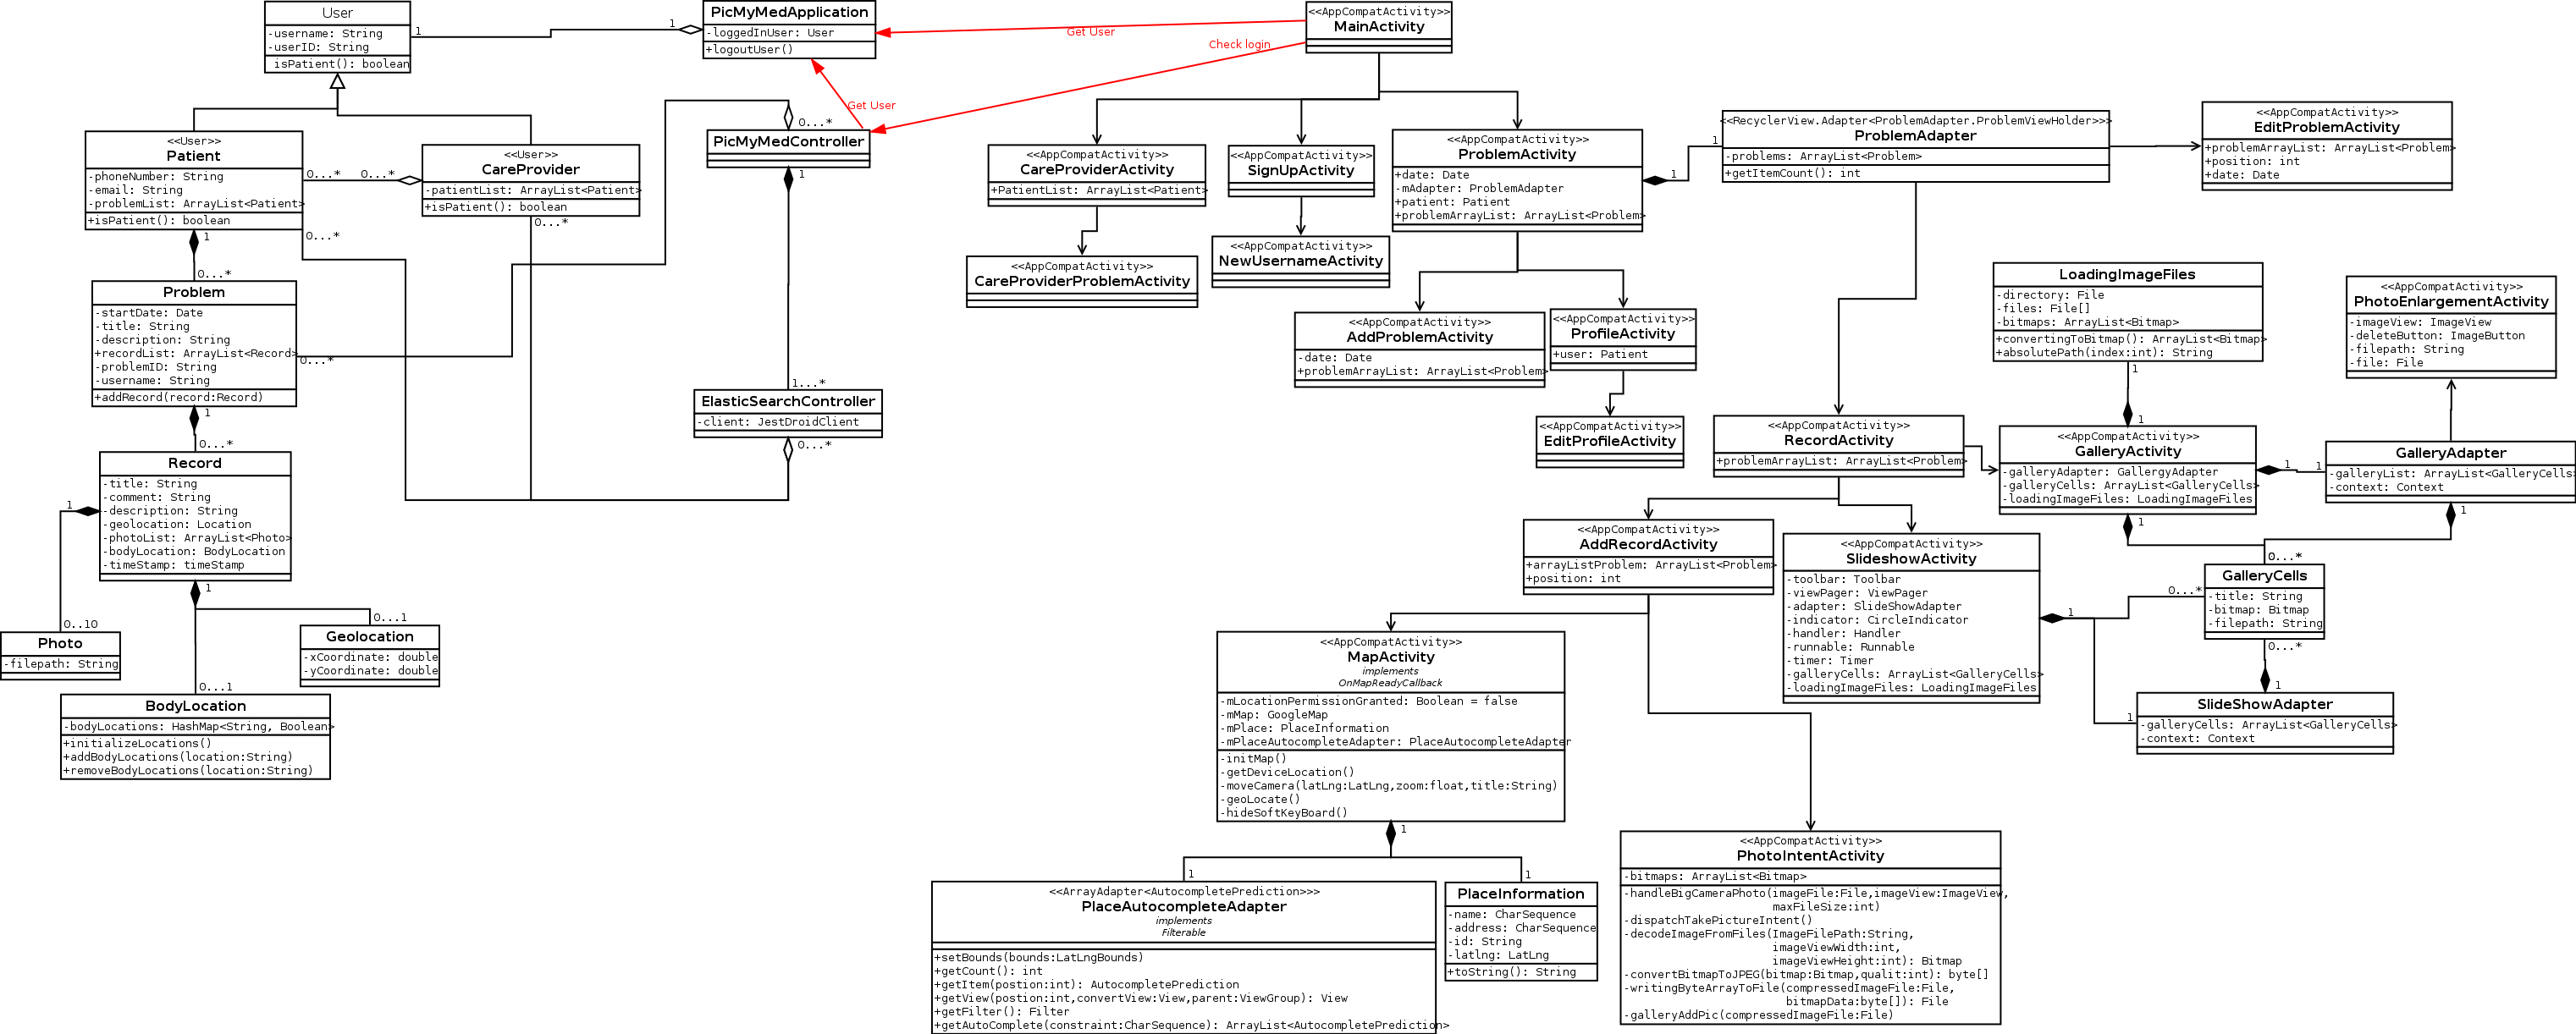 User
-username: String
-userID: String
isPatient(): boolean
1
1
PicMyMedApplication
-loggedInUser: User
+logoutUser()
Get User
Check login
Get User
<<AppCompatActivity>>
MainActivity
<<User>>
Patient
-phoneNumber: String
-email: String
-problemList: ArrayList<Patient>
+isPatient(): boolean
0...*
0...*
<<User>>
CareProvider
-patientList: ArrayList<Patient>
+isPatient(): boolean
0...*
0...*
1
0...*
0...*
PicMyMedController
1
<<AppCompatActivity>>
CareProviderActivity
+PatientList: ArrayList<Patient>
<<AppCompatActivity>>
SignUpActivity
<<AppCompatActivity>>
ProblemActivity
+date: Date
-mAdapter: ProblemAdapter
+patient: Patient
+problemArrayList: ArrayList<Problem>
1
1
<<RecyclerView.Adapter<ProblemAdapter.ProblemViewHolder>>>
ProblemAdapter
-problems: ArrayList<Problem>
+getItemCount(): int
<<AppCompatActivity>>
EditProblemActivity
+problemArrayList: ArrayList<Problem>
+position: int
+date: Date
<<AppCompatActivity>>
CareProviderProblemActivity
<<AppCompatActivity>>
NewUsernameActivity
Problem
-startDate: Date
-title: String
-description: String
+recordList: ArrayList<Record>
-problemID: String
-username: String
+addRecord(record:Record)
0...*
1
0...*
<<AppCompatActivity>>
AddProblemActivity
-date: Date
+problemArrayList: ArrayList<Problem>
<<AppCompatActivity>>
ProfileActivity
+user: Patient
LoadingImageFiles
-directory: File
-files: File[]
-bitmaps: ArrayList<Bitmap>
+convertingToBitmap(): ArrayList<Bitmap>
+absolutePath(index:int): String
1
1
<<AppCompatActivity>>
PhotoEnlargementActivity
-imageView: ImageView
-deleteButton: ImageButton
-filepath: String
-file: File
1...*
ElasticSearchController
-client: JestDroidClient
0...*
<<AppCompatActivity>>
EditProfileActivity
<<AppCompatActivity>>
RecordActivity
+problemArrayList: ArrayList<Problem>
<<AppCompatActivity>>
GalleryActivity
-galleryAdapter: GallergyAdapter
-galleryCells: ArrayList<GalleryCells>
-loadingImageFiles: LoadingImageFiles
1
1
1
GalleryAdapter
-galleryList: ArrayList<GalleryCells>
-context: Context
1
Record
-title: String
-comment: String
-description: String
-geolocation: Location
-photoList: ArrayList<Photo>
-bodyLocation: BodyLocation
-timeStamp: timeStamp
1
1
0..10
0...1
0...1
<<AppCompatActivity>>
AddRecordActivity
+arrayListProblem: ArrayList<Problem>
+position: int
<<AppCompatActivity>>
SlideshowActivity
-toolbar: Toolbar
-viewPager: ViewPager
-adapter: SlideShowAdapter
-indicator: CircleIndicator
-handler: Handler
-runnable: Runnable
-timer: Timer
-galleryCells: ArrayList<GalleryCells>
-loadingImageFiles: LoadingImageFiles
1
0...*
0...*
GalleryCells
-title: String
-bitmap: Bitmap
-filepath: String
0...*
1
1
SlideShowAdapter
-galleryCells: ArrayList<GalleryCells>
-context: Context
Photo
-filepath: String
Geolocation
-xCoordinate: double
-yCoordinate: double
BodyLocation
-bodyLocations: HashMap<String, Boolean>
+initializeLocations()
+addBodyLocations(location:String)
+removeBodyLocations(location:String)
<<AppCompatActivity>>
MapActivity
implements
OnMapReadyCallback
-mLocationPermissionGranted: Boolean = false
-mMap: GoogleMap
-mPlace: PlaceInformation
-mPlaceAutocompleteAdapter: PlaceAutocompleteAdapter
-initMap()
-getDeviceLocation()
-moveCamera(latLng:LatLng,zoom:float,title:String)
-geoLocate()
-hideSoftKeyBoard()
1
1
1
<<ArrayAdapter<AutocompletePrediction>>>
PlaceAutocompleteAdapter
implements
Filterable
+setBounds(bounds:LatLngBounds)
+getCount(): int
+getItem(postion:int): AutocompletePrediction
+getView(postion:int,convertView:View,parent:ViewGroup): View
+getFilter(): Filter
+getAutoComplete(constraint:CharSequence): ArrayList<AutocompletePrediction>
PlaceInformation
-name: CharSequence
-address: CharSequence
-id: String
-latlng: LatLng
+toString(): String
<<AppCompatActivity>>
PhotoIntentActivity
-bitmaps: ArrayList<Bitmap>
-handleBigCameraPhoto(imageFile:File,imageView:ImageView,
maxFileSize:int)
-dispatchTakePictureIntent()
-decodeImageFromFiles(ImageFilePath:String,
imageViewWidth:int,
imageViewHeight:int): Bitmap
-convertBitmapToJPEG(bitmap:Bitmap,qualit:int): byte[]
-writingByteArrayToFile(compressedImageFile:File,
bitmapData:byte[]): File
-galleryAddPic(compressedImageFile:File)